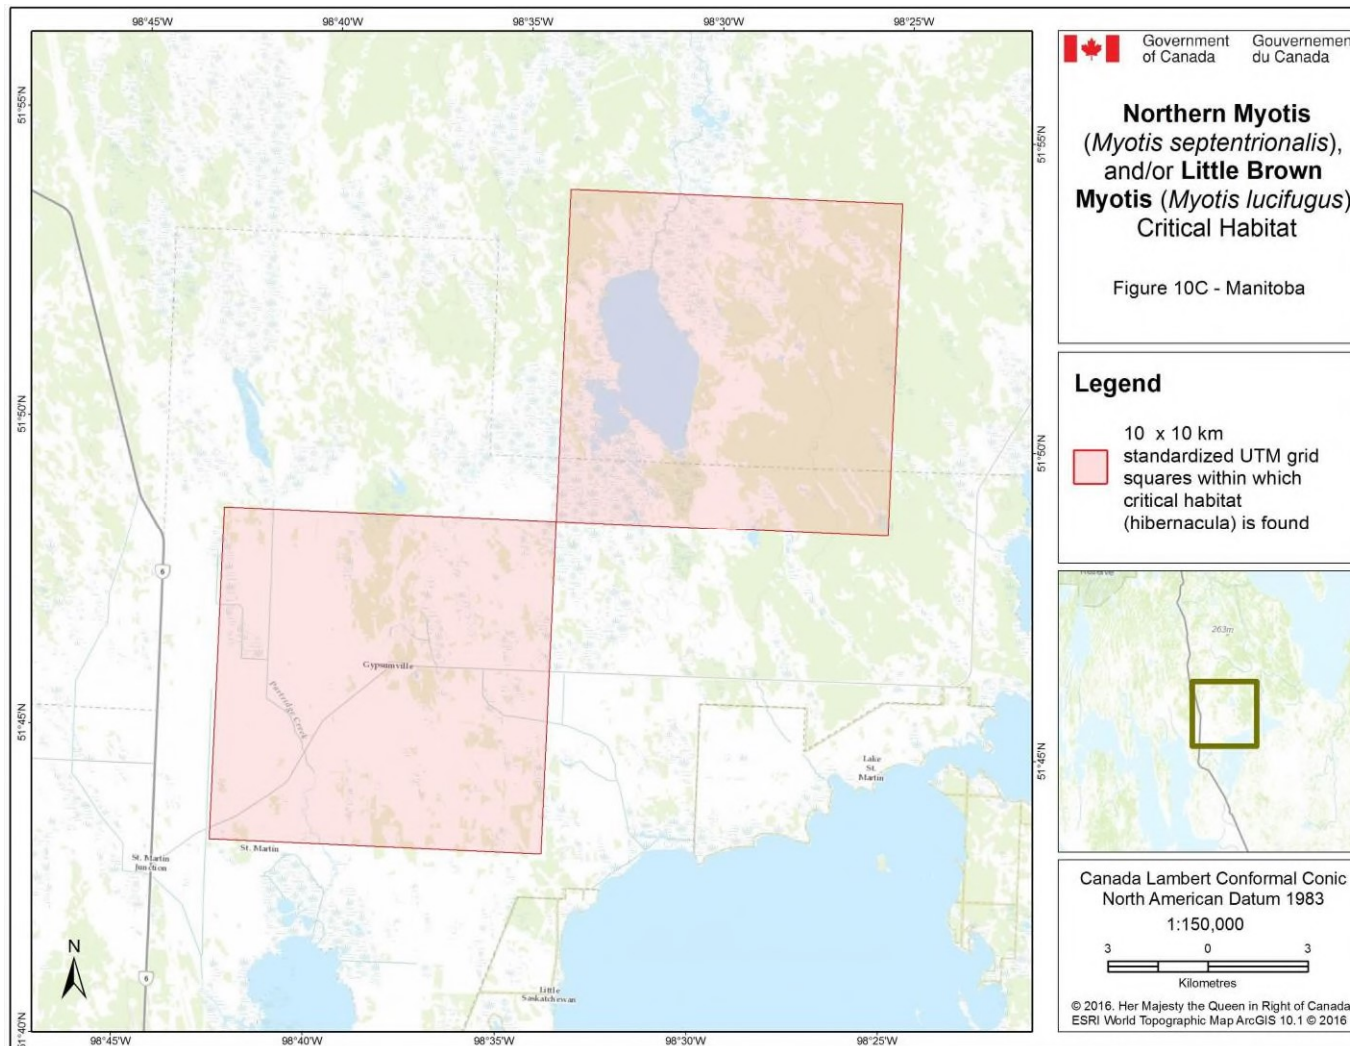 98°45'W 98°40'W 98°35'W 98°30'W 98°25'W
51°55'N
51°50'N
51°45'N
51°40'N
51°55'N
51°50'N
51°45'N
6
Gypsumville
Partridge Creek
Lake
St.
Martin
St. Martin
Junction
St. Martin
N
6
Little
Saskatchewan
98°45'W 98°40'W 98°35'W 98°30'W 98°25'W
Government
of Canada
Gouvernemen
du Canada
Northern Myotis
(Myotis septentrionalis),
and/or Little Brown
Myotis (Myotis lucifugus)
Critical Habitat
Figure 10C - Manitoba
Legend
10 x 10 km
standardized UTM grid
squares within which
critical habitat
(hibernacula) is found
263m
Canada Lambert Conformal Conic
North American Datum 1983
1:150,000
3 0 3
Kilometres
© 2016. Her Majesty the Queen in Right of Canada
ESRI World Topographic Map ArcGIS 10.1 © 2016